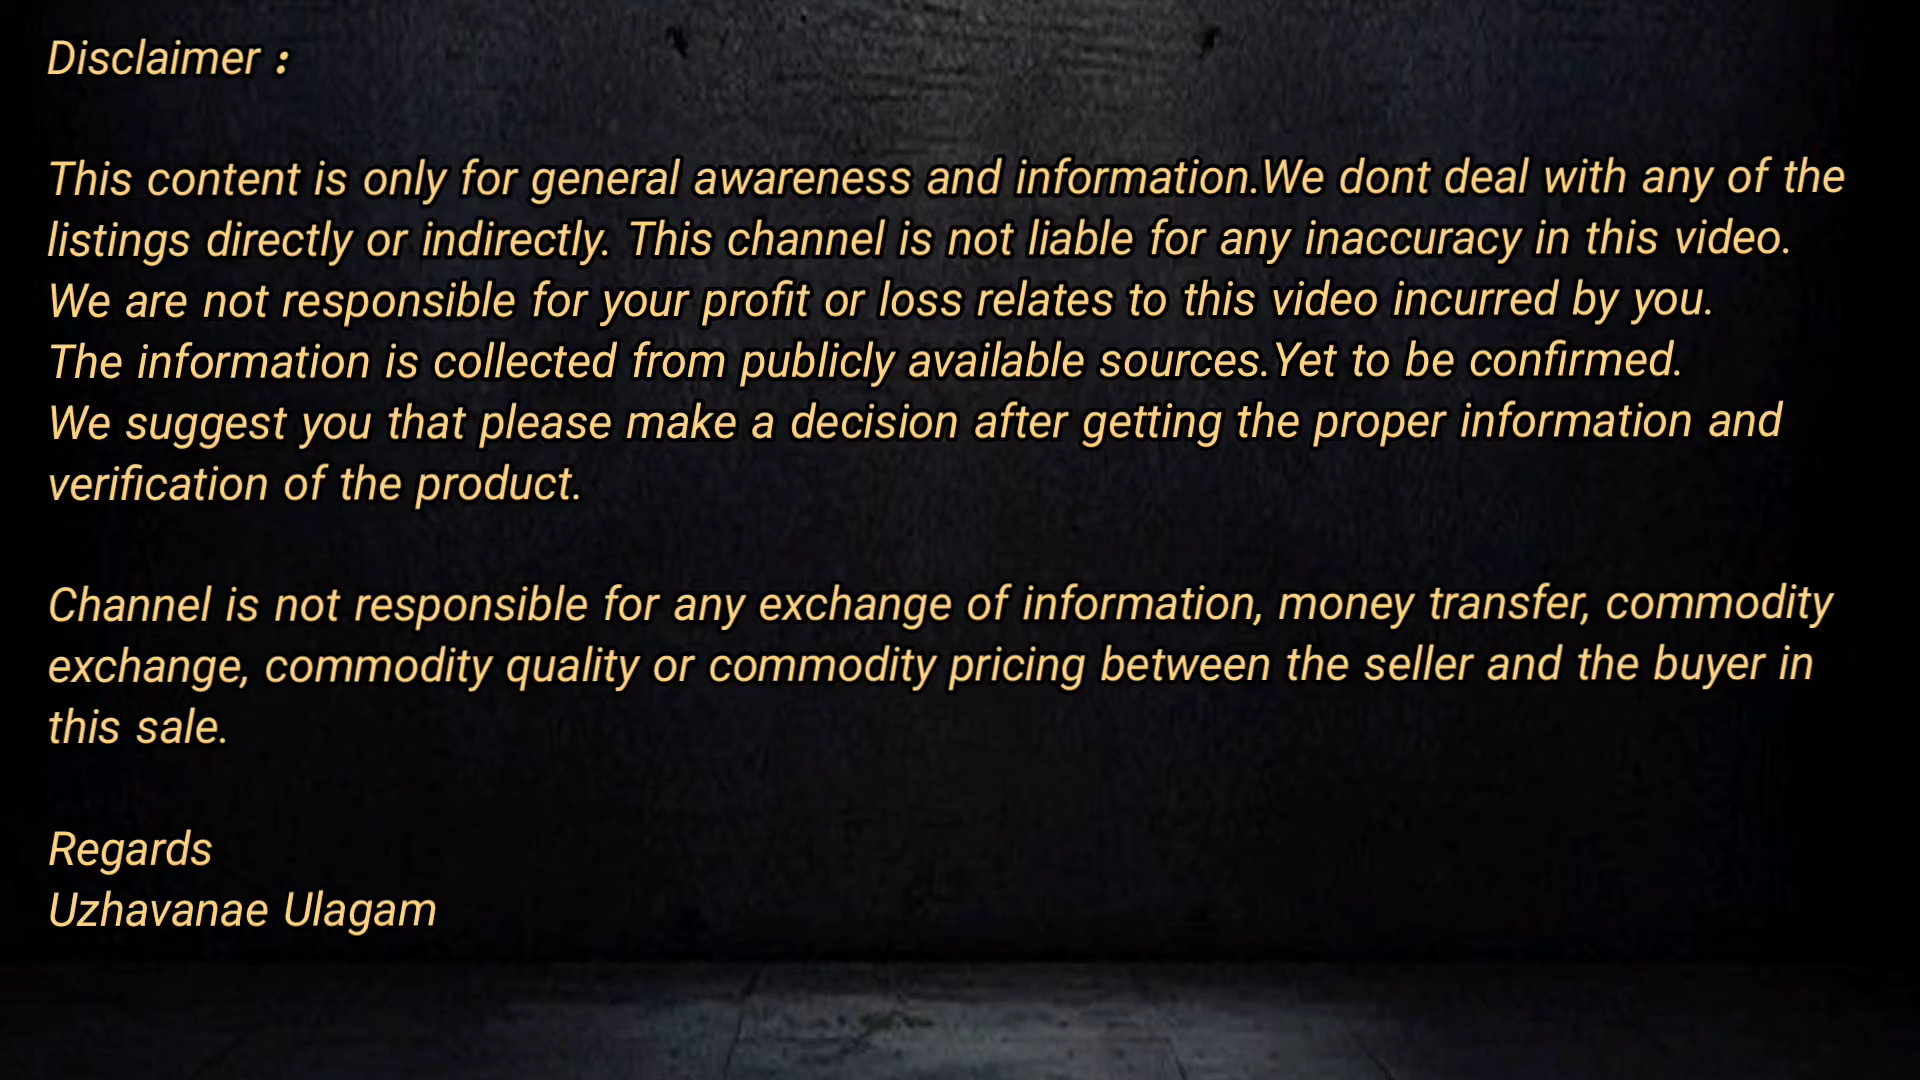 Disclaimer :
This content is only for general awareness and information.We dont deal with any of the
listings directly or indirectly. This channel is not liable for any inaccuracy in this video.
We are not responsible for your profit or loss relates to this video incurred by you.
The information is collected from publicly available sources.Yet to be confirmed.
We suggest you that please make a decision after getting the proper information and
verification of the product.
Channel is not responsible for any exchange of information, money transfer, commodity
exchange, commodity quality or commodity pricing between the seller and the buyer in
this sale.
Regards
Uzhavanae Ulagam